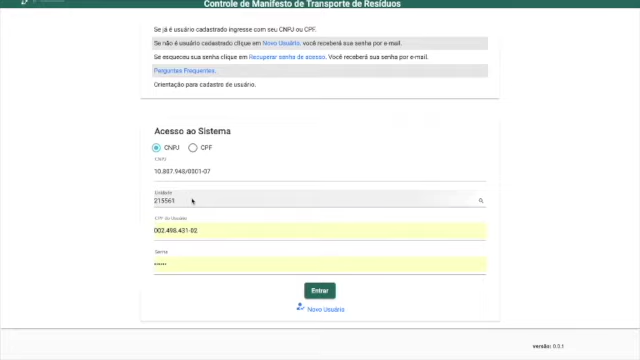 Controle de Manifesto de Transporte de Resíduos
Se já é usuário cadastrado ingresse com seu CNPJ ou CPF.
Se não é usuário cadastrado clique em Novo Usuário. você receberá sua senha por e-mail.
Se esqueceu sua senha clique em Recuperar senha de acesso. Você receberá sua senha por e-mail.
Perguntas Frequentes.
Orientação para cadastro de usuário.
Acesso ao Sistema
CNPJ CPF
CNPJ
10.887.948/0001-07
Unidade
215561
CPF do Usuário
002.498.431-02
Senha
Entrar
Novo Usuário
versão: 0.0.1